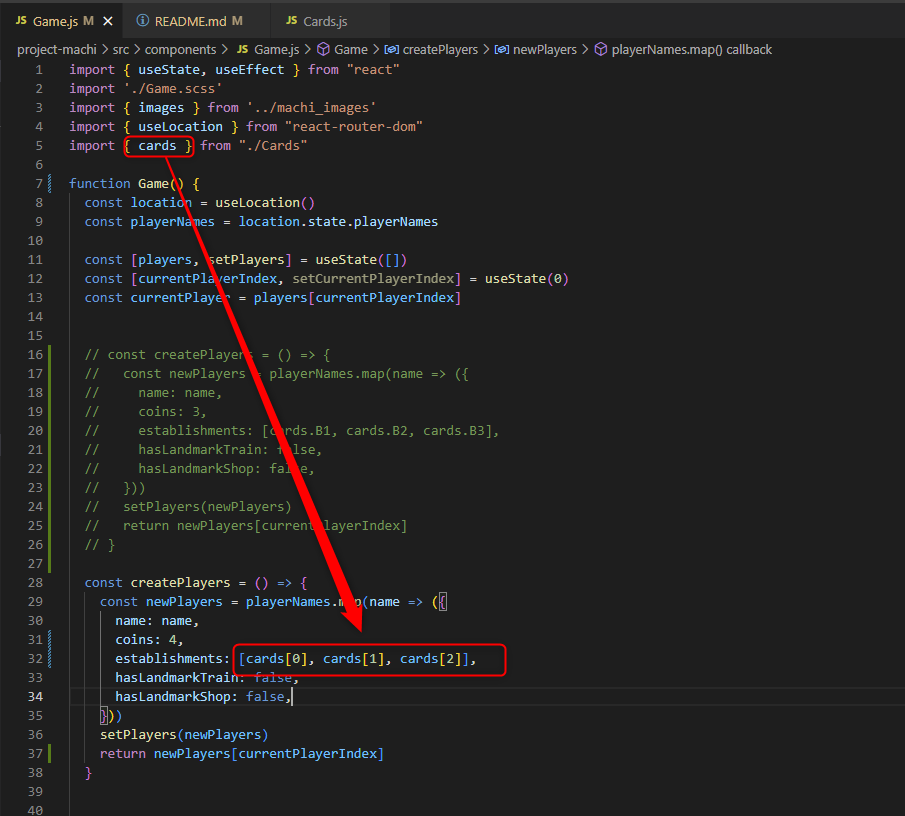 JS Game.js M × ⓘ README.md M JS Cards.js
project-machi > src > components > JS Game.js > Game > createPlayers > newPlayers > playerNames.map() callback
1 import { useState, useEffect } from "react"
2 import './Game.scss'
3 import { images } from '../machi_images'
4 import { useLocation } from "react-router-dom"
5 import { cards } from "./Cards"
6
7 function Game() {
8 const location = useLocation()
9 const playerNames = location.state.playerNames
10
11 const [players, setPlayers] = useState([])
12 const [currentPlayerIndex, setCurrentPlayerIndex] = useState(0)
13 const currentPlayer = players[currentPlayerIndex]
14
15
16 // const createPlayers = () => {
17 // const newPlayers = playerNames.map(name => ({
18 // name: name,
19 // coins: 3,
20 // establishments: [cards.B1, cards.B2, cards.B3],
21 // hasLandmarkTrain: false,
22 // hasLandmarkShop: false,
23 // }))
24 // setPlayers(newPlayers)
25 // return newPlayers[currentPlayerIndex]
26 // }
27
28 const createPlayers = () => {
29 const newPlayers = playerNames.map(name => ({
30 name: name,
31 coins: 4,
32 establishments: [cards[0], cards[1], cards[2]],
33 hasLandmarkTrain: false,
34 hasLandmarkShop: false,
35 }))
36 setPlayers(newPlayers)
37 return newPlayers[currentPlayerIndex]
38 }
39
40